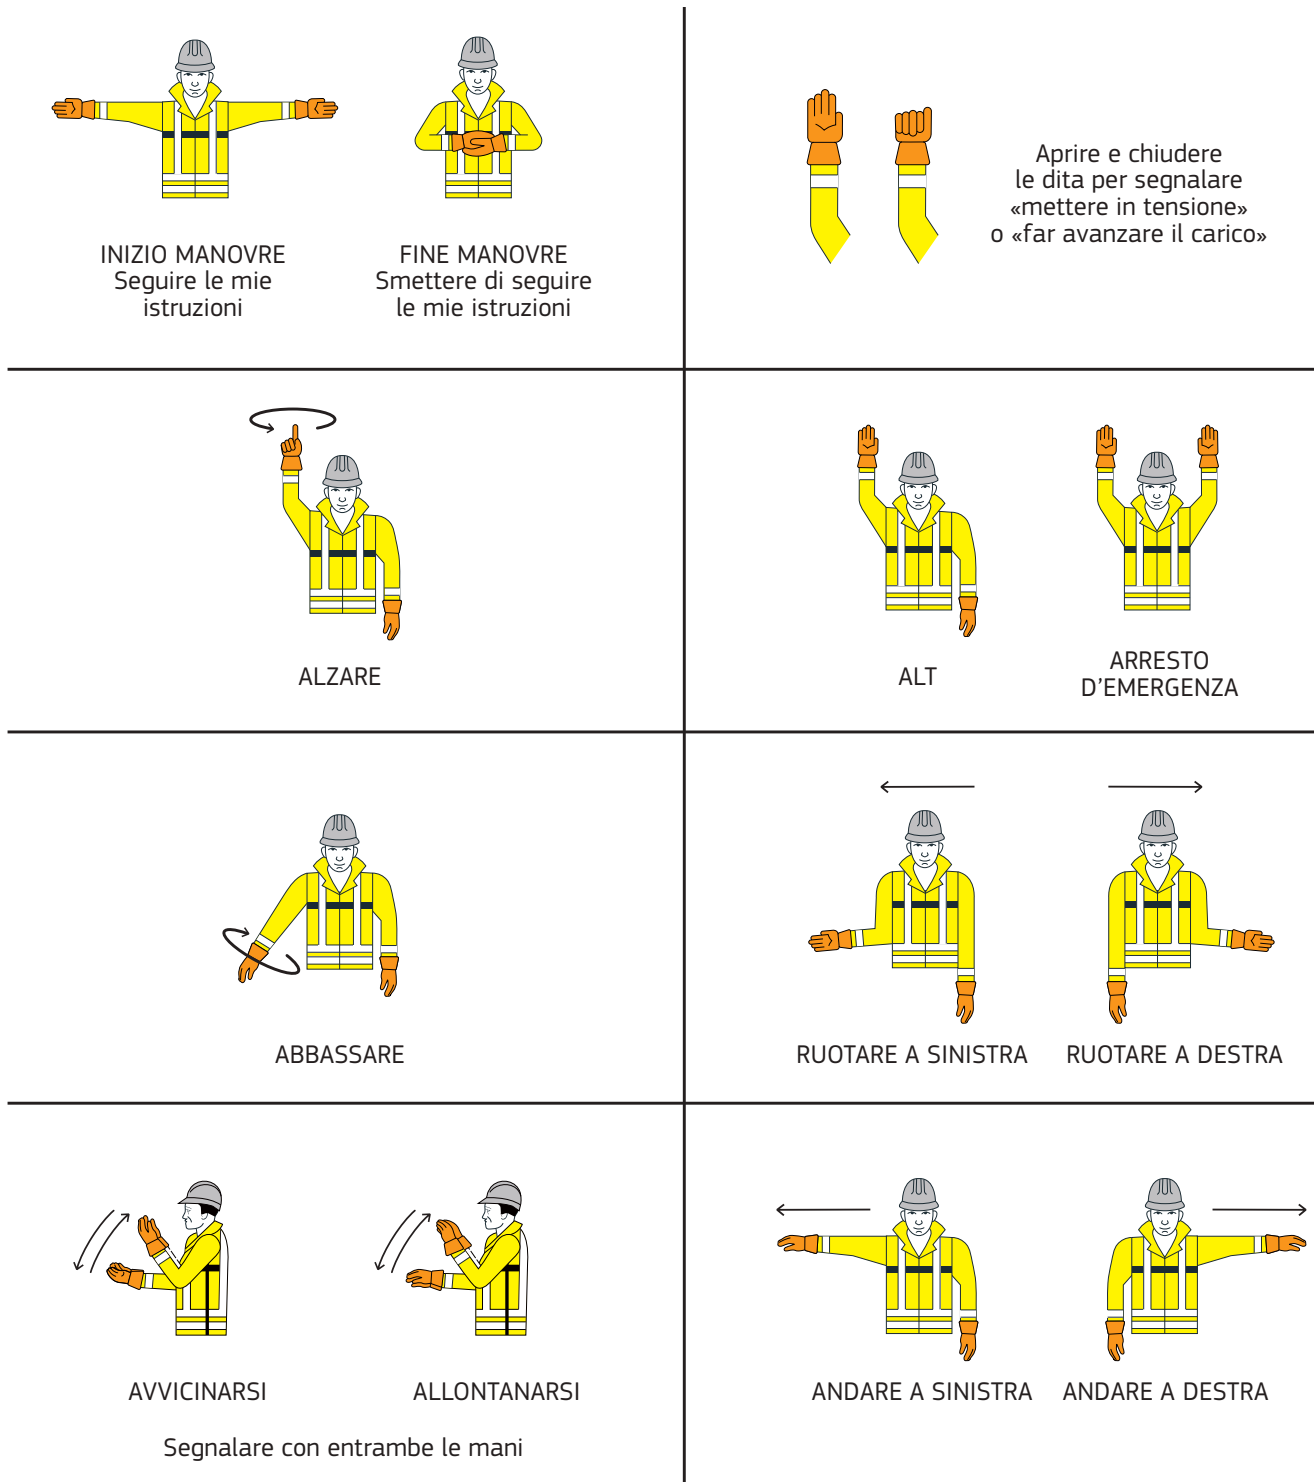 INIZIO MANOVRE
Seguire le mie
istruzioni
FINE MANOVRE
Smettere di seguire
le mie istruzioni
Aprire e chiudere
le dita per segnalare
«mettere in tensione»
o «far avanzare il carico»
ALZARE
ALT
ARRESTO
D’EMERGENZA
ABBASSARE
RUOTARE A SINISTRA
RUOTARE A DESTRA
AVVICINARSI
ALLONTANARSI
Segnalare con entrambe le mani
ANDARE A SINISTRA
ANDARE A DESTRA